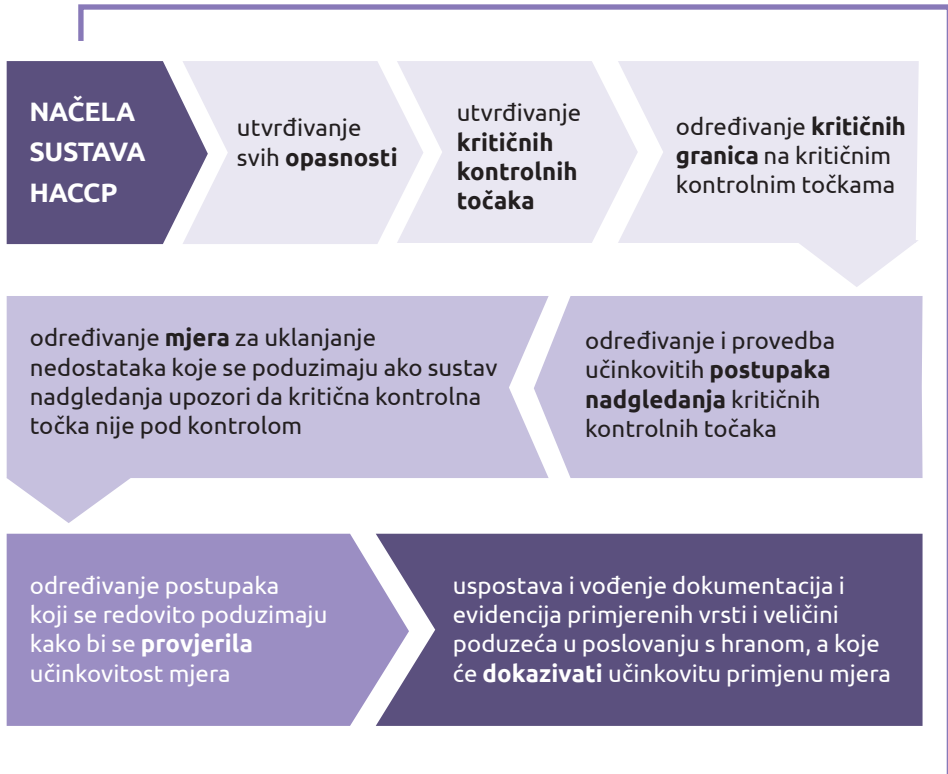 NAČELA
SUSTAVA
HACCP
utvrđivanje
svih opasnosti
utvrđivanje
kritičnih
kontrolnih
točaka
određivanje kritičnih
granica na kritičnim
kontrolnim točkama
određivanje i provedba
učinkovitih postupaka
nadgledanja kritičnih
kontrolnih točaka
određivanje mjera za uklanjanje
nedostataka koje se poduzimaju ako sustav
nadgledanja upozori da kritična kontrolna
točka nije pod kontrolom
određivanje postupaka
koji se redovito poduzimaju
kako bi se provjerila
učinkovitost mjera
uspostava i vođenje dokumentacija i
evidencija primjerenih vrsti i veličini
poduzeća u poslovanju s hranom, a koje
će dokazivati učinkovitu primjenu mjera